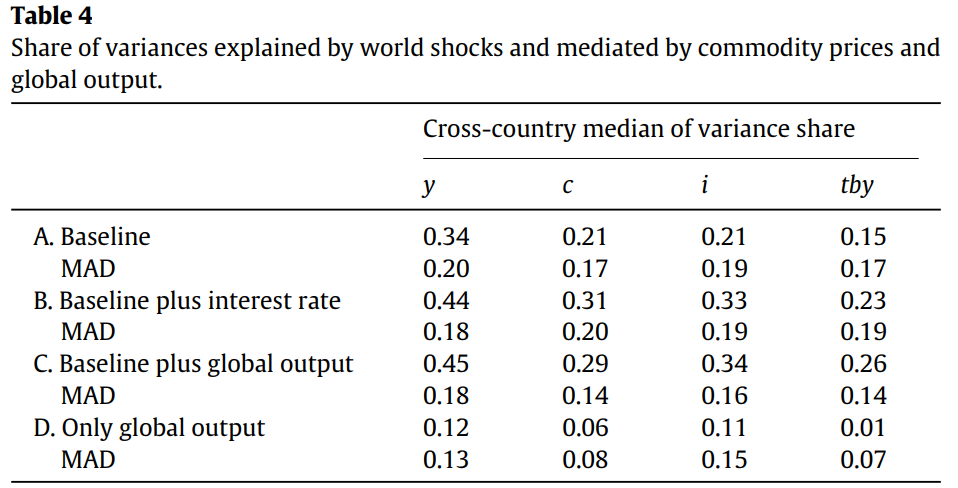 Table 4
Share of variances explained by world shocks and mediated by commodity prices and
global output.
Cross-country median of variance share
y c i tby
A. Baseline 0.34 0.21 0.21 0.15
MAD 0.20 0.17 0.19 0.17
B. Baseline plus interest rate 0.44 0.31 0.33 0.23
MAD 0.18 0.20 0.19 0.19
C. Baseline plus global output 0.45 0.29 0.34 0.26
MAD 0.18 0.14 0.16 0.14
D. Only global output 0.12 0.06 0.11 0.01
MAD 0.13 0.08 0.15 0.07